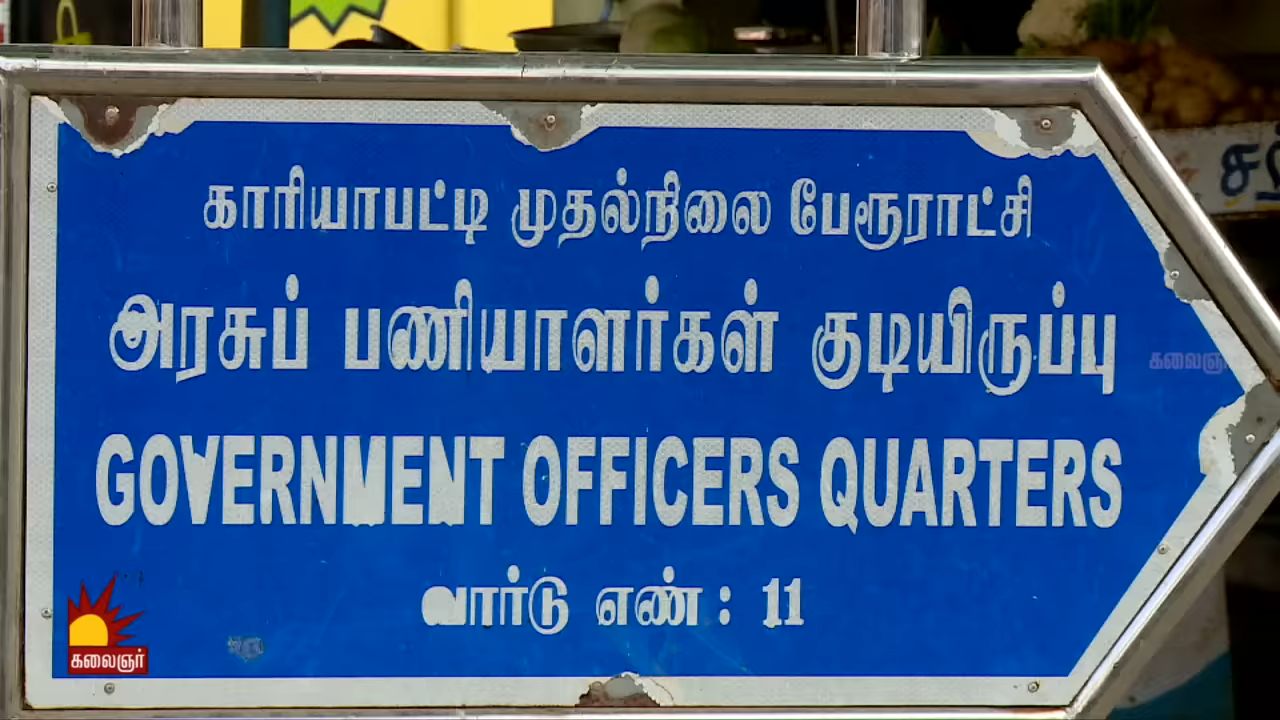 காரியாபட்டி முதல்நிலை பேரூராட்சி
அரசுப் பணியாளர்கள் குடியிருப்பு
GOVERNMENT OFFICERS QUARTERS
வார்டு எண் : 11
கலைஞர்